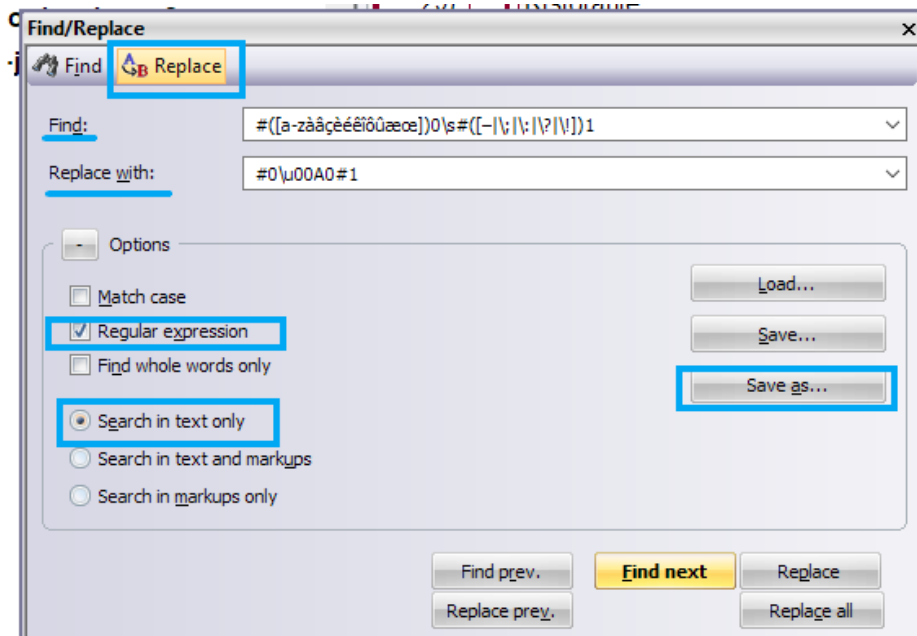 Find/Replace
Find Replace
Find: #([a-zàâçèéêîôûæœ])0\s#([–|\;|\:|\?|\!])1
Replace with: #0\u00A0#1
- Options
Match case
Load...
Regular expression
Save...
Find whole words only
Save as...
Search in text only
Search in text and markups
Search in markups only
Find prev. Find next Replace
Replace prev. Replace all